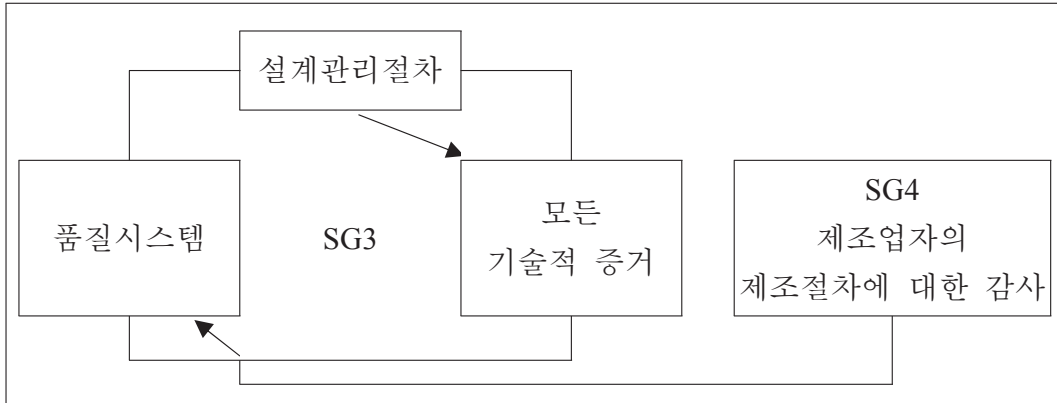 설계관리절차
품질시스템
SG3
모든
기술적 증거
SG4
제조업자의
제조절차에 대한 감사